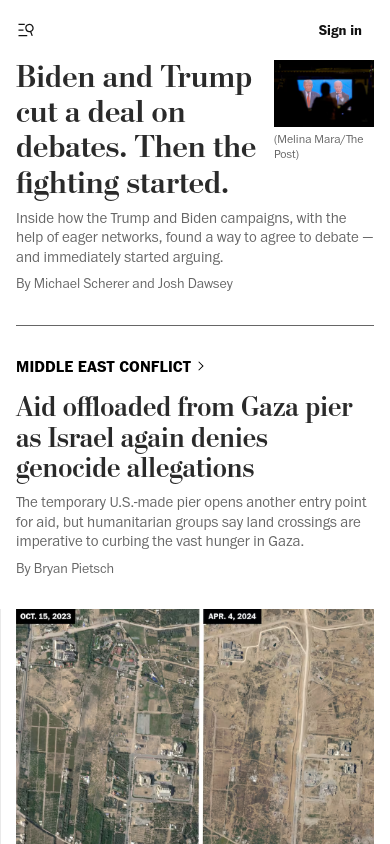 Sign in
Biden and Trump
cut a deal on
debates. Then the
fighting started.
(Melina Mara/The
Post)
Inside how the Trump and Biden campaigns, with the
help of eager networks, found a way to agree to debate —
and immediately started arguing.
By Michael Scherer and Josh Dawsey
MIDDLE EAST CONFLICT
Aid offloaded from Gaza pier
as Israel again denies
genocide allegations
The temporary U.S.-made pier opens another entry point
for aid, but humanitarian groups say land crossings are
imperative to curbing the vast hunger in Gaza.
By Bryan Pietsch
OCT. 15, 2023
APR. 4, 2024